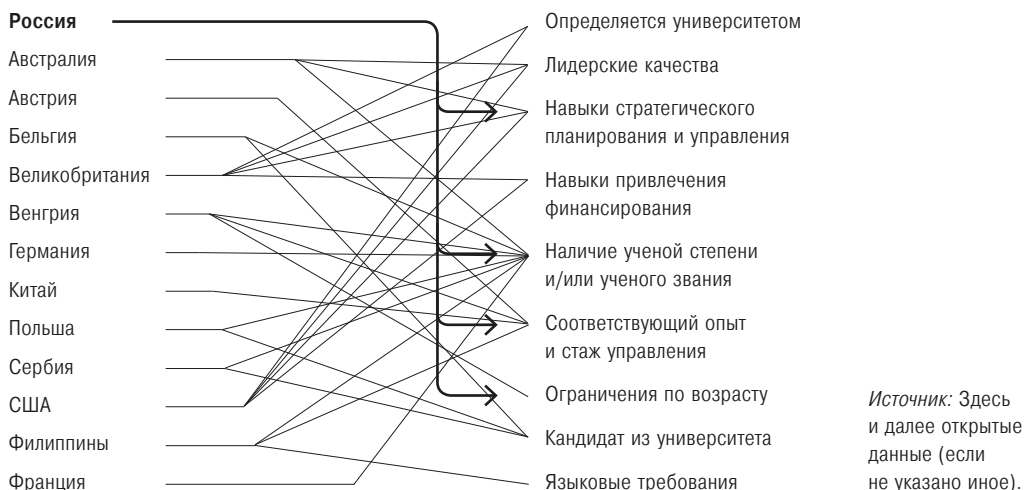 Россия
Австралия
Австрия
Бельгия
Великобритания
Венгрия
Германия
Китай
Польша
Сербия
США
Филиппины
Франция
Определяется университетом
Лидерские качества
Навыки стратегического
планирования и управления
Навыки привлечения
финансирования
Наличие ученой степени
и/или ученого звания
Соответствующий опыт
и стаж управления
Ограничения по возрасту
Кандидат из университета
Языковые требования
Источник: Здесь
и далее открытые
данные (если
не указано иное).